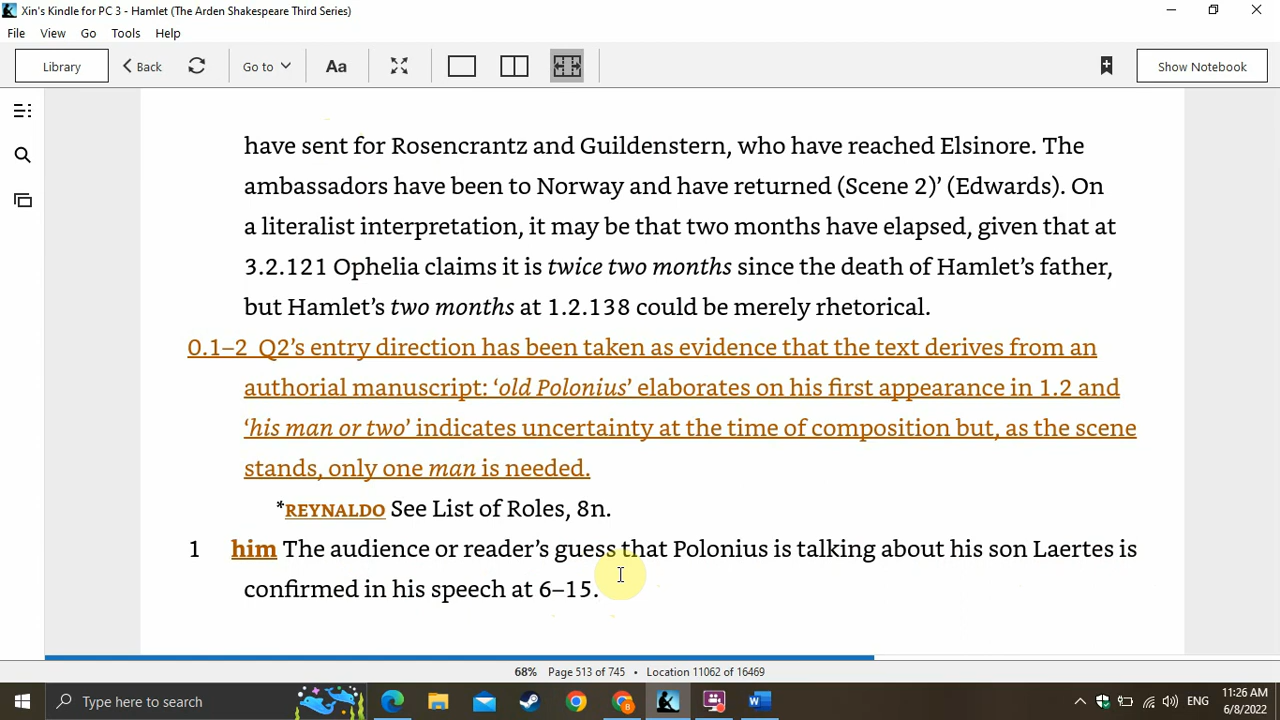 Xin's Kindle for PC 3 - Hamlet (The Arden Shakespeare Third Series)
File View Go Tools Help
Library Back Go to Aa Show Notebook
have sent for Rosencrantz and Guildenstern, who have reached Elsinore. The
ambassadors have been to Norway and have returned (Scene 2)’ (Edwards). On
a literalist interpretation, it may be that two months have elapsed, given that at
3.2.121 Ophelia claims it is twice two months since the death of Hamlet’s father,
but Hamlet’s two months at 1.2.138 could be merely rhetorical.
0.1–2 Q2’s entry direction has been taken as evidence that the text derives from an
authorial manuscript: ‘old Polonius’ elaborates on his first appearance in 1.2 and
‘his man or two’ indicates uncertainty at the time of composition but, as the scene
stands, only one man is needed.
*REYNALDO See List of Roles, 8n.
1 him The audience or reader’s guess that Polonius is talking about his son Laertes is
confirmed in his speech at 6–15.
68% Page 513 of 745 • Location 11062 of 16469
Type here to search
ENG
11:26 AM
6/8/2022